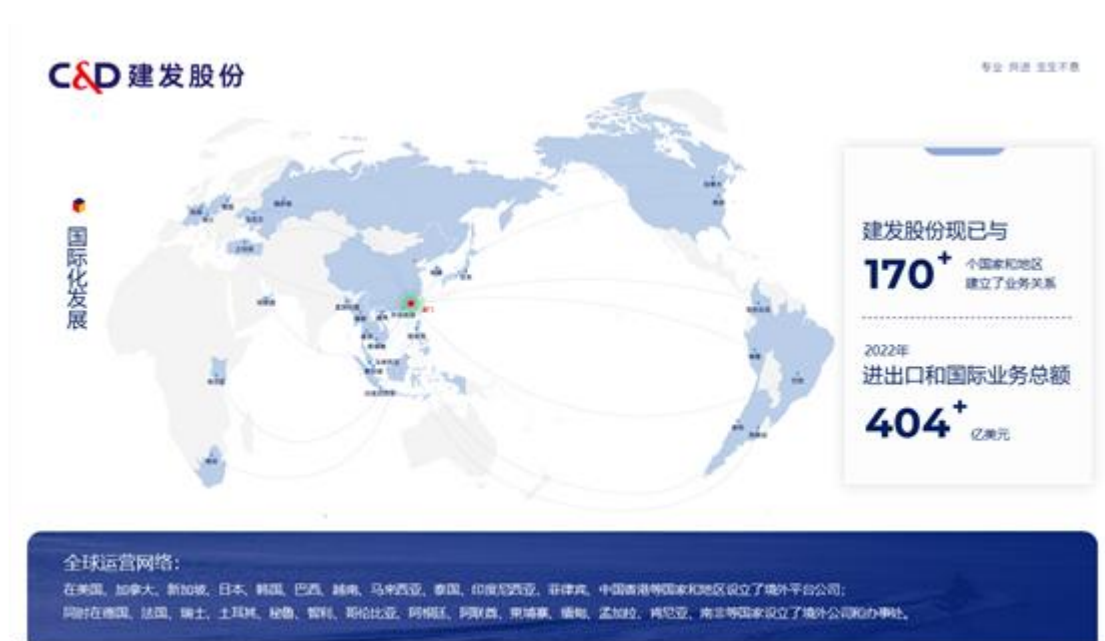 C&D 建发股份
专业 共进 生生不息
国际化发展
建发股份现已与
170+ 个国家和地区
建立了业务关系
2022年
进出口和国际业务总额
404+ 亿美元
全球运营网络：
在美国、加拿大、新加坡、日本、韩国、巴西、越南、马来西亚、泰国、印度尼西亚、菲律宾、中国香港等国家和地区设立了境外平台公司；
同时在德国、法国、瑞士、土耳其、秘鲁、智利、哥伦比亚、阿根廷、阿联酋、柬埔寨、缅甸、孟加拉、肯尼亚、南非等国家设立了境外公司和办事处。